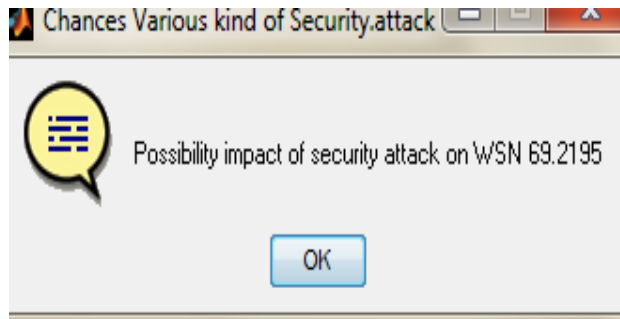 Chances Various kind of Security.attack
Possibility impact of security attack on WSN 69.2195
OK